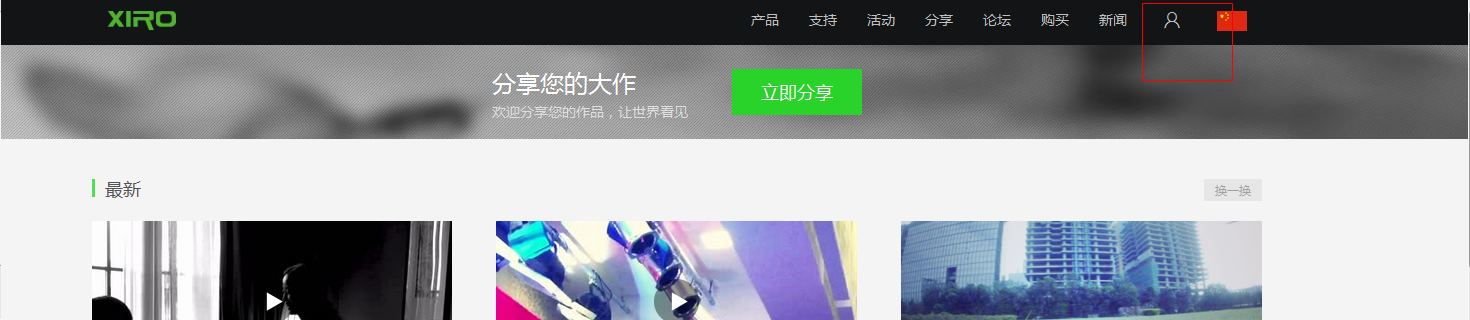 XIRO 产品 支持 活动 分享 论坛 购买 新闻
分享您的大作
欢迎分享您的作品，让世界看见
立即分享
最新
换一换